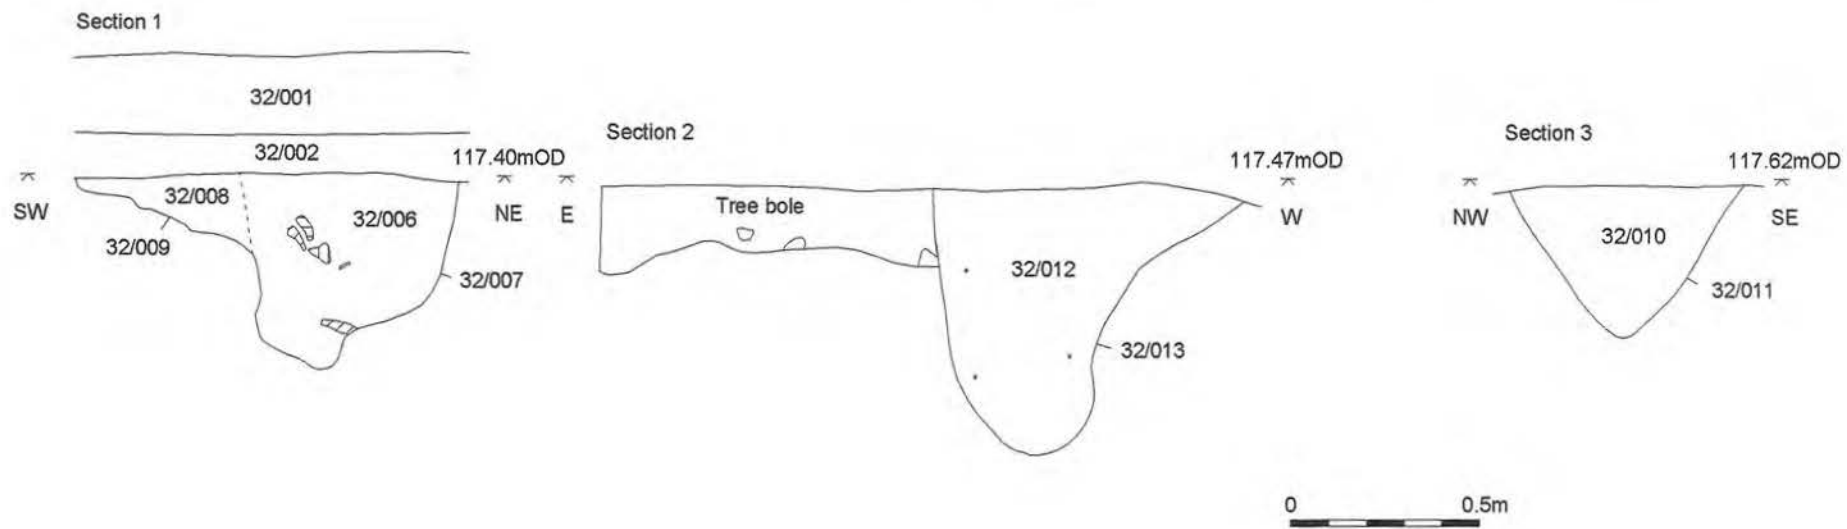 Section 1
32/001
32/002
117.40mOD
SW
32/008
32/009
32/006
32/007
NE
Section 2
E
Tree bole
32/012
32/013
117.47mOD
W
Section 3
117.62mOD
NW
32/010
32/011
SE
0 0.5m